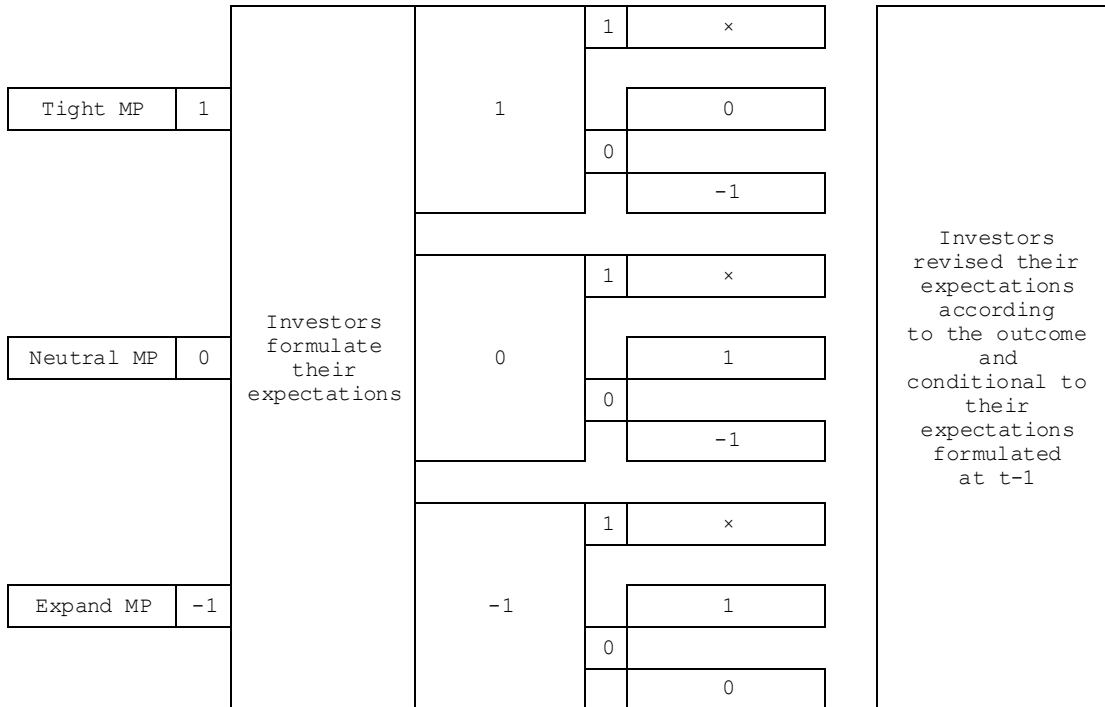 1 ×
Tight MP 1 1 0
0
-1
1 ×
Neutral MP 0
Investors
formulate
their
expectations
0 1
0
-1
1 ×
Expand MP -1 -1 1
0
0
Investors
revised their
expectations
according
to the outcome
and
conditional to
their
expectations
formulated
at t-1